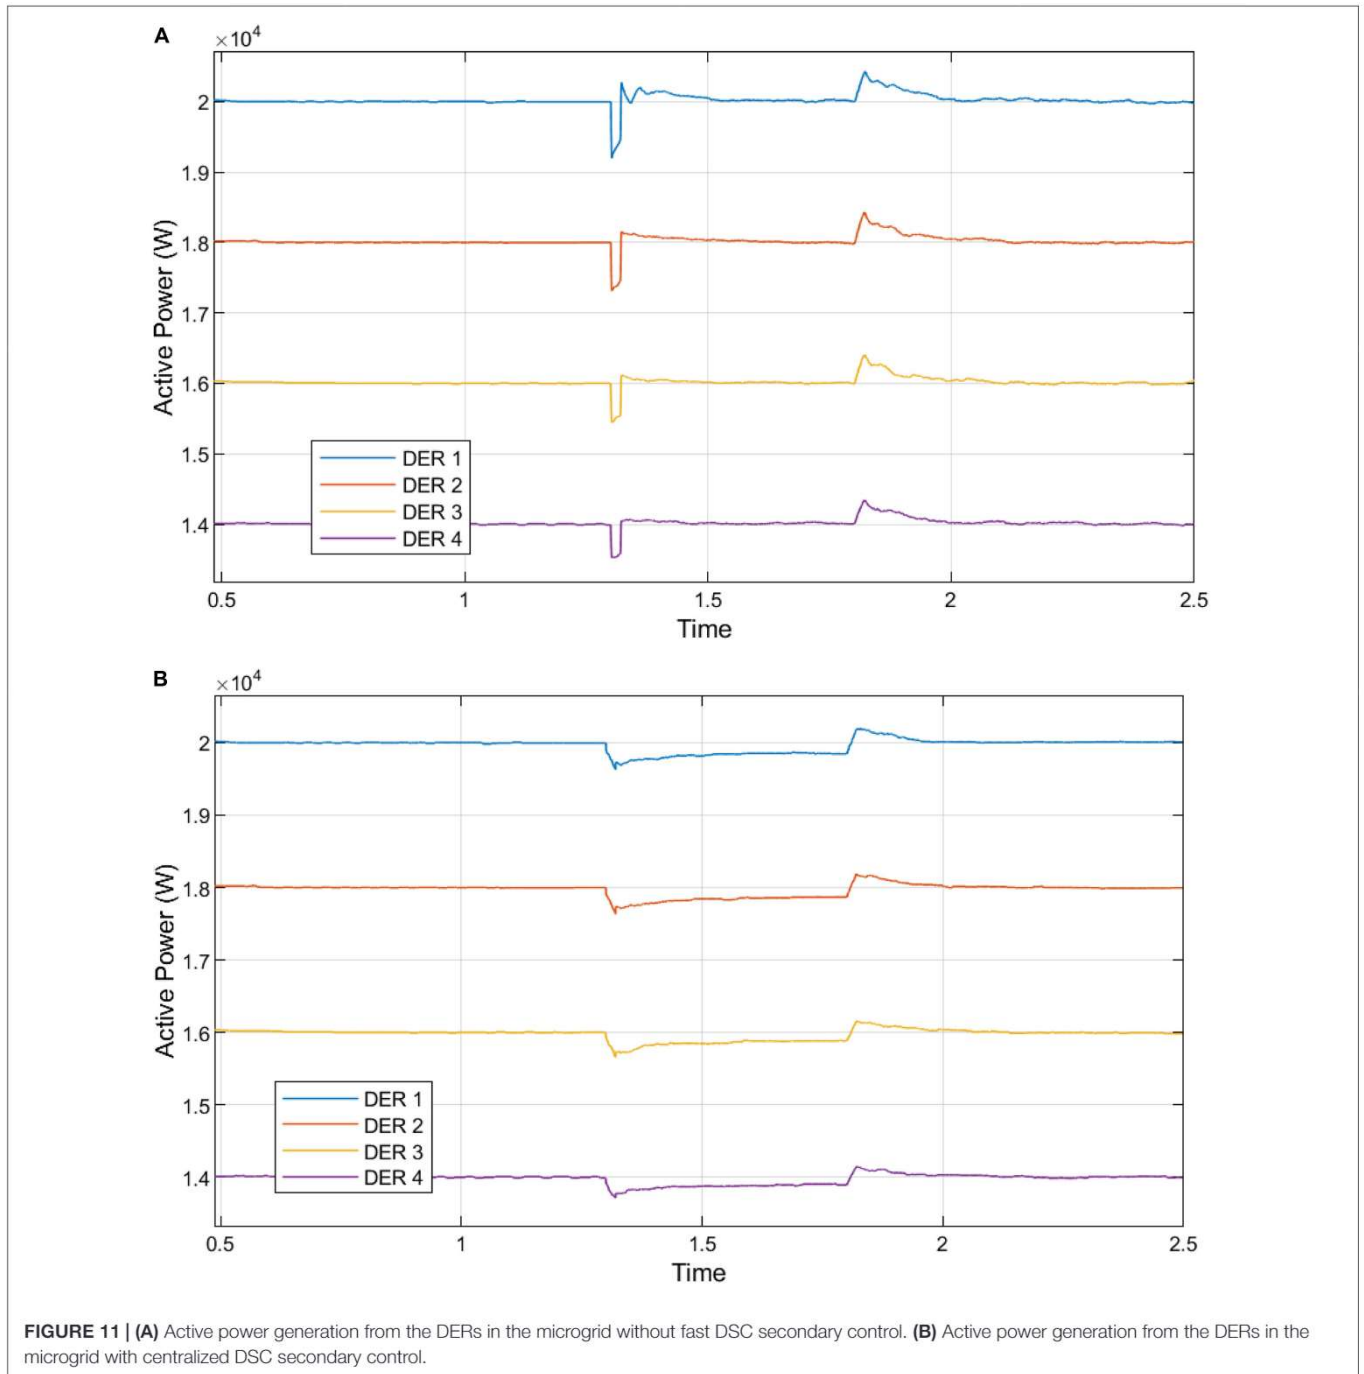 A
×10⁴
2
1.9
1.8
1.7
1.6
1.5
1.4
Active Power (W)
DER 1
DER 2
DER 3
DER 4
0.5 1 1.5 2 2.5
Time
B
×10⁴
2
1.9
1.8
1.7
1.6
1.5
1.4
Active Power (W)
DER 1
DER 2
DER 3
DER 4
0.5 1 1.5 2 2.5
Time
FIGURE 11 | (A) Active power generation from the DERs in the microgrid without fast DSC secondary control. (B) Active power generation from the DERs in the
microgrid with centralized DSC secondary control.